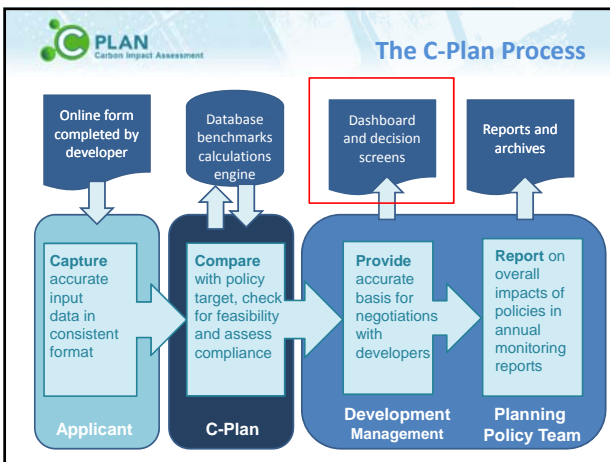 C PLAN
Carbon Impact Assessment
The C-Plan Process
Online form
completed by
developer
Database
benchmarks
calculations
engine
Dashboard
and decision
screens
Reports and
archives
Capture
accurate
input
data in
consistent
format
Compare
with policy
target, check
for feasibility
and assess
compliance
Provide
accurate
basis for
negotiations
with
developers
Report on
overall
impacts of
policies in
annual
monitoring
reports
Applicant
C-Plan
Development
Management
Planning
Policy Team